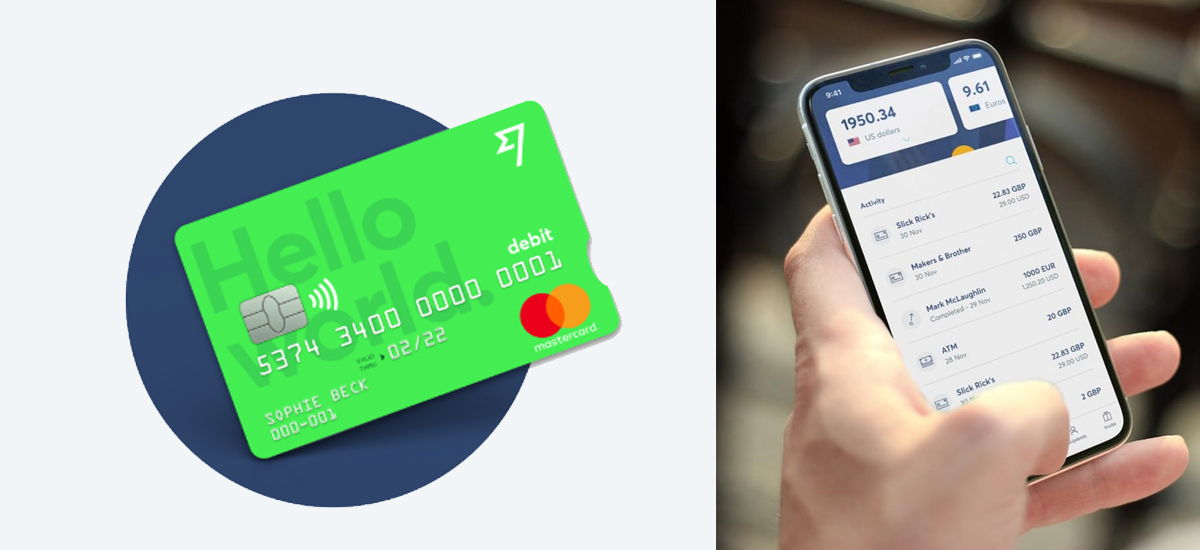 Hello
world.
debit
5374 3400 0000 0001
VALID
THRU
02/22
mastercard
SOPHIE BECK
000-001
9:41
1950.34
US dollars
9.61
Euros
Activity
Slick Rick's
22.83 GBP
30 Nov
29.00 USD
Makers & Brother
250 GBP
30 Nov
Mark McLaughlin
1000 EUR
Completed - 29 Nov
1,250.20 USD
ATM
20 GBP
28 Nov
Slick Rick's
22.83 GBP
29.00 USD
2 GBP
Invite